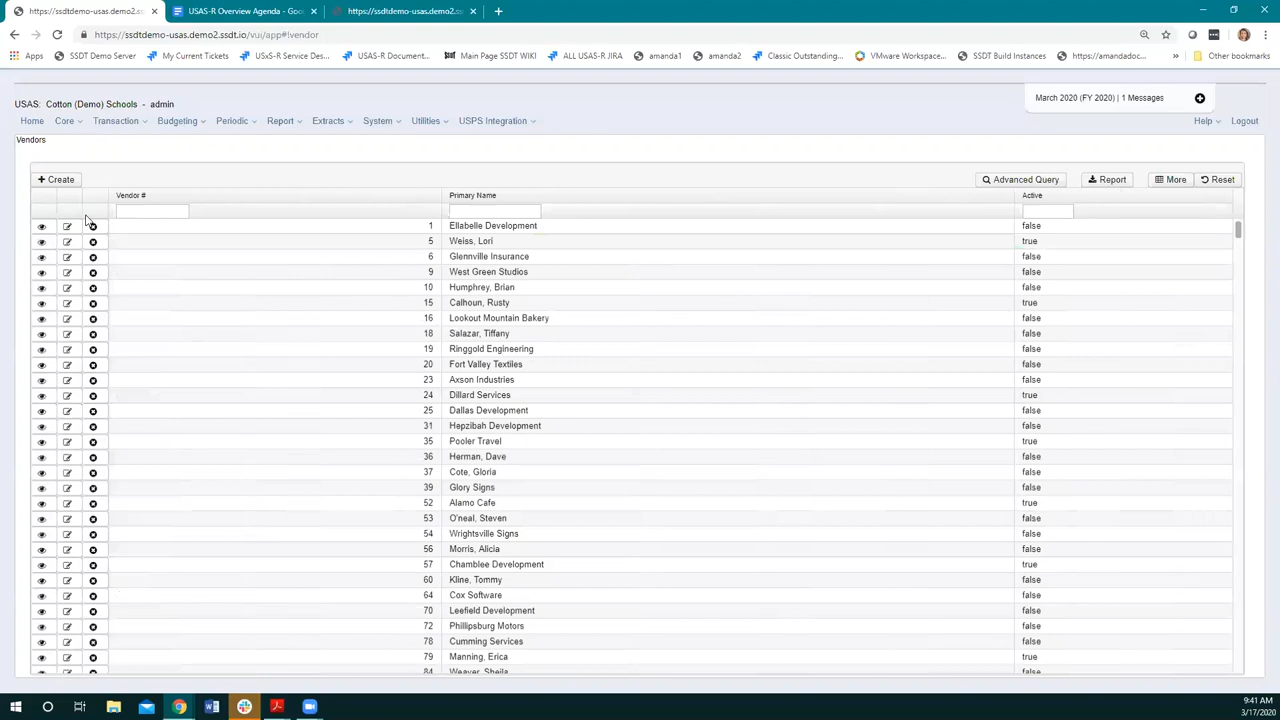 https://ssdtdemo-usas.demo2.ssdt.io
USAS-R Overview Agenda - Goo
https://ssdtdemo-usas.demo2.ssdt.io
https://ssdtdemo-usas.demo2.ssdt.io/vui/app#!vendor
Apps SSDT Demo Server My Current Tickets USxS-R Service Des... USAS-R Document... Main Page SSDT WIKI ALL USAS-R JIRA amanda1 amanda2 Classic Outstanding... VMware Workspace... SSDT Build Instances https://amandadoc... » Other bookmarks
USAS: Cotton (Demo) Schools - admin
March 2020 (FY 2020) | 1 Messages
Home Core Transaction Budgeting Periodic Report Extracts System Utilities USPS Integration Help Logout
Vendors
Create Advanced Query Report More Reset
Vendor # Primary Name Active
1 Ellabelle Development false
5 Weiss, Lori true
6 Glennville Insurance false
9 West Green Studios false
10 Humphrey, Brian false
15 Calhoun, Rusty true
16 Lookout Mountain Bakery false
18 Salazar, Tiffany false
19 Ringgold Engineering false
20 Fort Valley Textiles false
23 Axson Industries false
24 Dillard Services true
25 Dallas Development false
31 Hepzibah Development false
35 Pooler Travel true
36 Herman, Dave false
37 Cote, Gloria false
39 Glory Signs false
52 Alamo Cafe true
53 O'neal, Steven false
54 Wrightsville Signs false
56 Morris, Alicia false
57 Chamblee Development true
60 Kline, Tommy false
64 Cox Software false
70 Leefield Development false
72 Phillipsburg Motors false
78 Cumming Services false
79 Manning, Erica true
84 Weaver, Sheila false
9:41 AM
3/17/2020